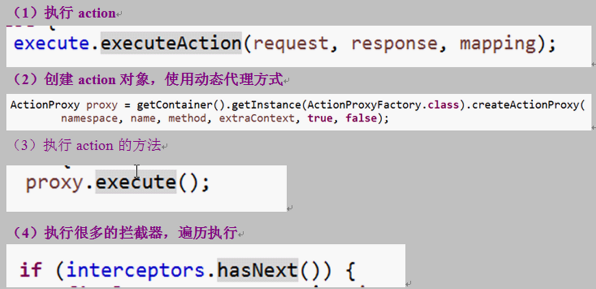 （1）执行 action
execute.executeAction(request, response, mapping);
（2）创建 action 对象，使用动态代理方式
ActionProxy proxy = getContainer().getInstance(ActionProxyFactory.class).createActionProxy(
namespace, name, method, extraContext, true, false);
（3）执行 action 的方法
proxy.execute();
（4）执行很多的拦截器，遍历执行
if (interceptors.hasNext()) {